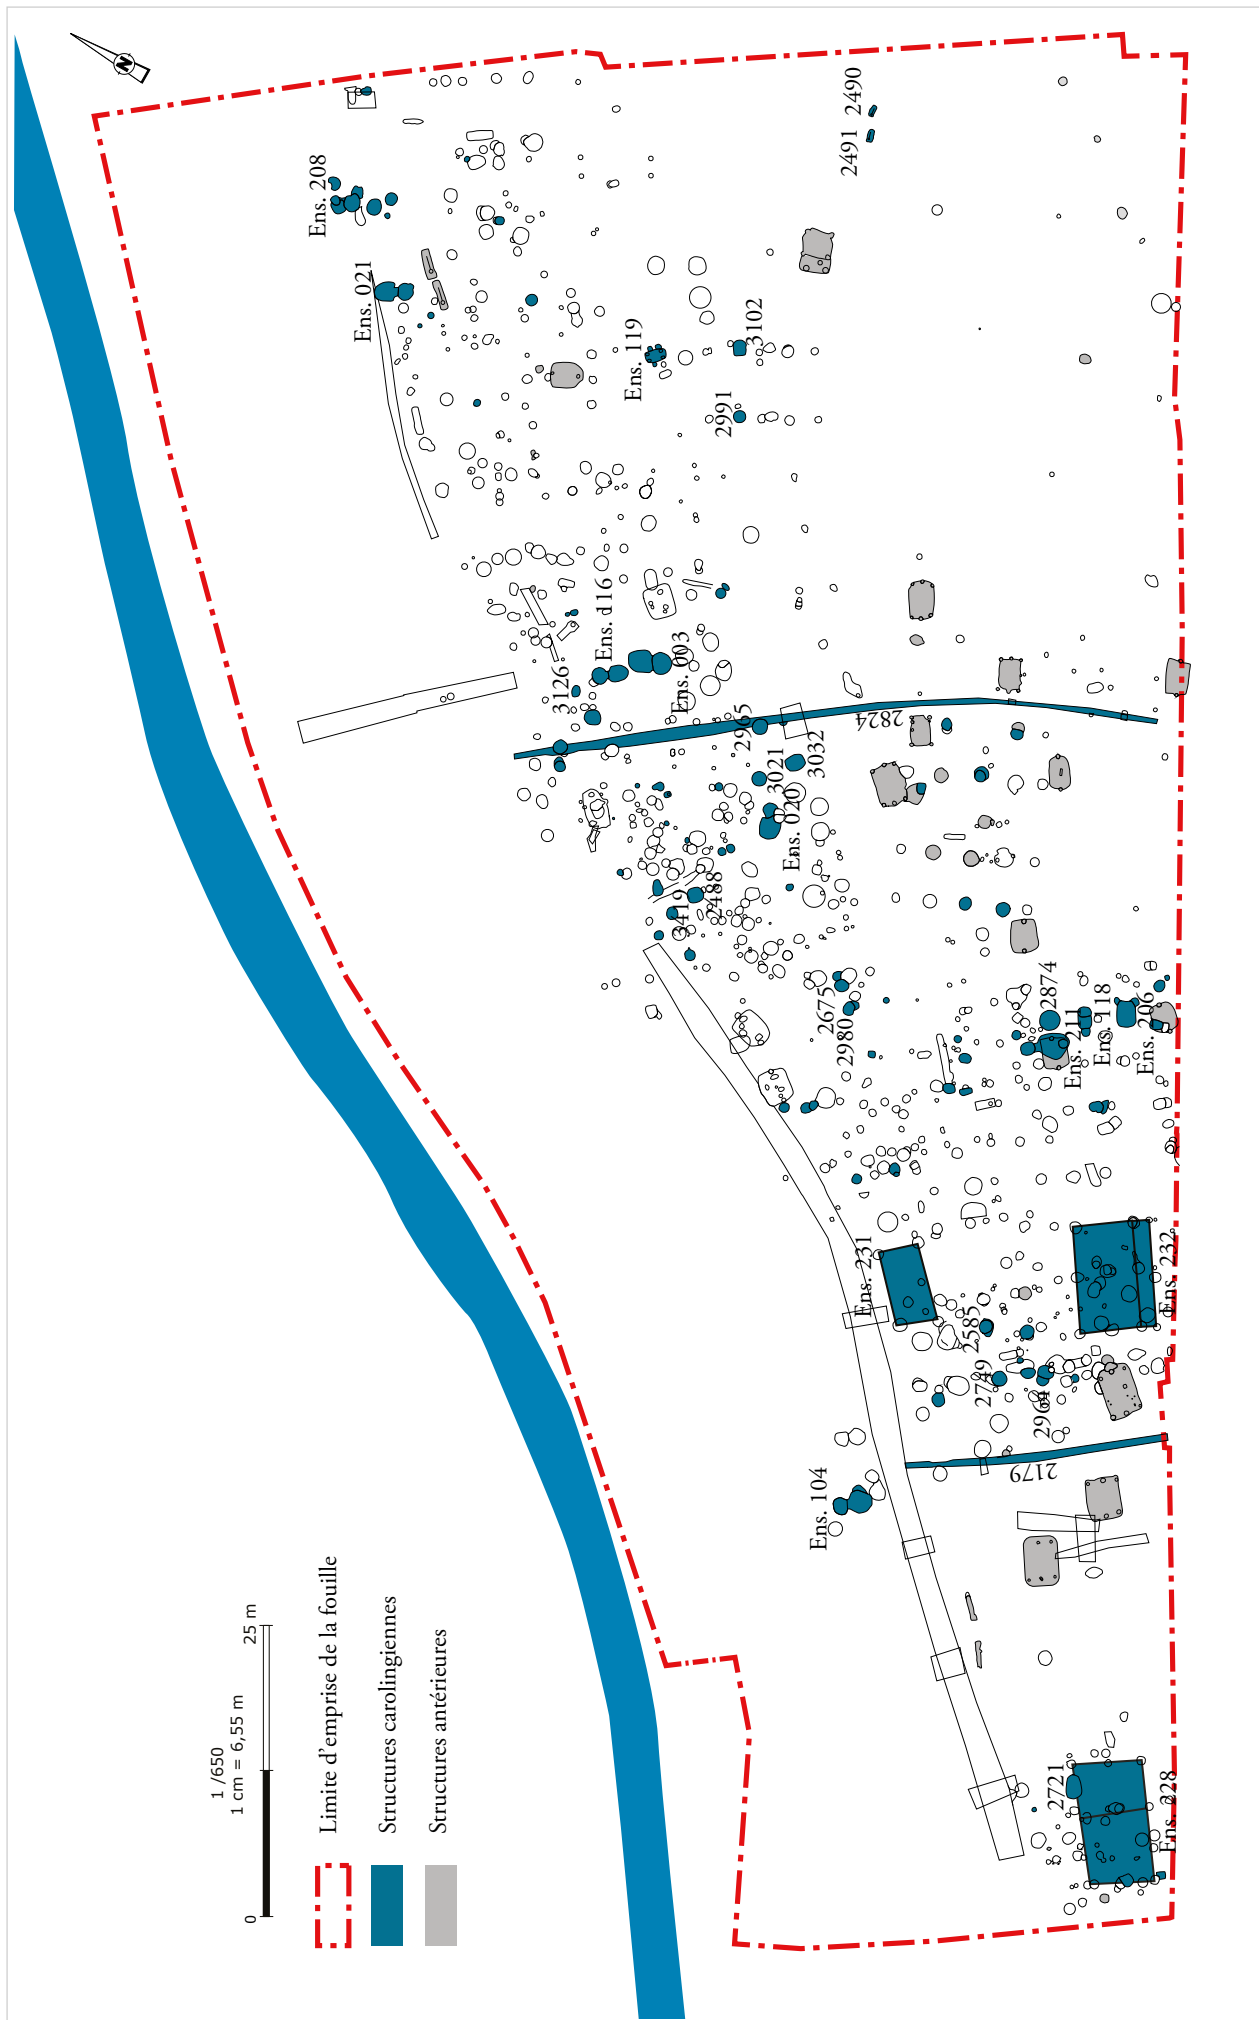 N
2490
2491
Ens. 208
Ens. 021
Ens. 119
3102
2991
Ens. d16
3126
Ens. 003
2965
2824
3032
3021
Ens. 020
2488
3419
2675
2980
2874
Ens. 211
Ens. 118
Ens. 206
Ens. 231
Ens. 232
2585
2749
2964
2179
Ens. 104
2721
Ens. 228
1 /650
1 cm = 6,55 m
0
25 m
Limite d’emprise de la fouille
Structures carolingiennes
Structures antérieures